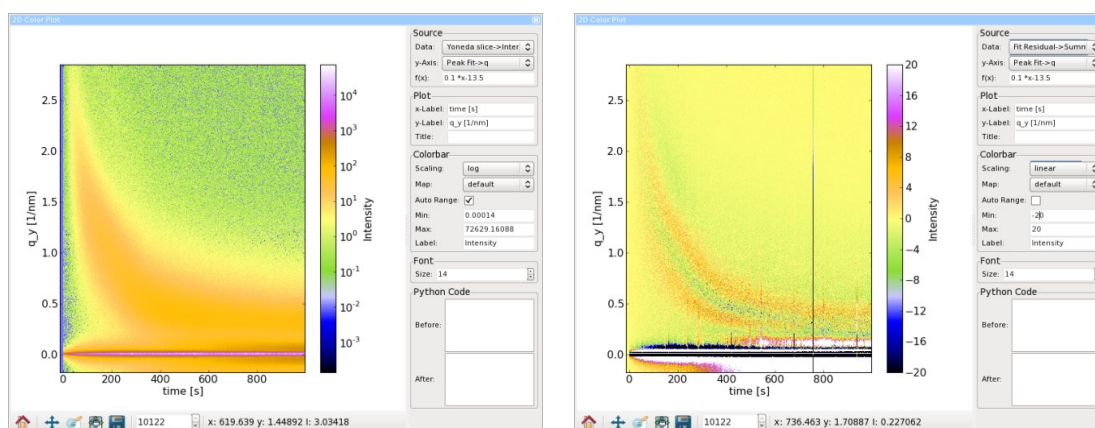 2D Color Plot
Source
Data: Yoneda slice->Inter
y-Axis: Peak Fit->q
f(x): 0.1 *x-13.5
Plot
x-Label: time [s]
y-Label: q_y [1/nm]
Title:
Colorbar
Scaling: log
Map: default
Auto Range:
Min: 0.00014
Max: 72629.16088
Label: Intensity
Font
Size: 14
Python Code
Before:
After:
q_y [1/nm]
2.5
2.0
1.5
1.0
0.5
0.0
0 200 400 600 800
time [s]
10^4
10^3
10^2
10^1
10^0
10^-1
10^-2
10^-3
Intensity
10122
x: 619.639 y: 1.44892 I: 3.03418
2D Color Plot
Source
Data: Fit Residual->Summ
y-Axis: Peak Fit->q
f(x): 0.1 *x-13.5
Plot
x-Label: time [s]
y-Label: q_y [1/nm]
Title:
Colorbar
Scaling: linear
Map: default
Auto Range:
Min: -20
Max: 20
Label: Intensity
Font
Size: 14
Python Code
Before:
After:
q_y [1/nm]
2.5
2.0
1.5
1.0
0.5
0.0
0 200 400 600 800
time [s]
20
16
12
8
4
0
−4
−8
−12
−16
−20
Intensity
10122
x: 736.463 y: 1.70887 I: 0.227062